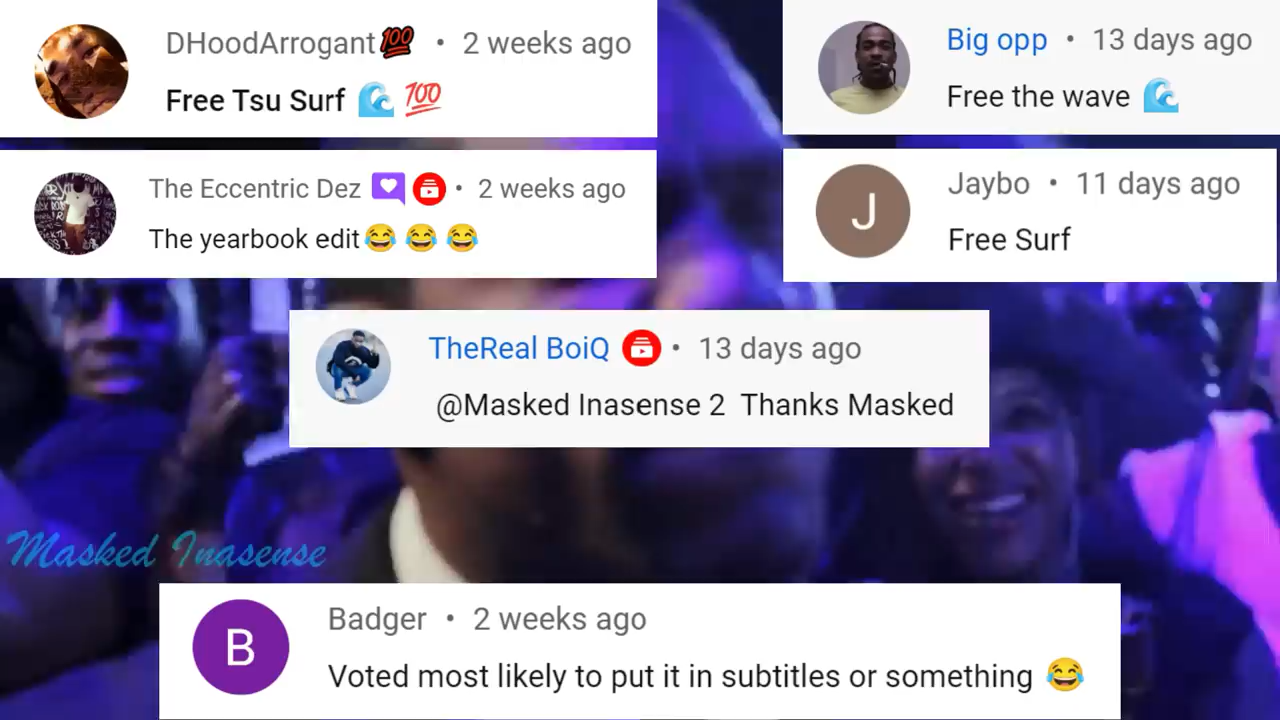 DHoodArrogant💯 • 2 weeks ago
Free Tsu Surf 🌊 💯
Big opp • 13 days ago
Free the wave 🌊
The Eccentric Dez • 2 weeks ago
The yearbook edit😂 😂 😂
J
Jaybo • 11 days ago
Free Surf
TheReal BoiQ • 13 days ago
@Masked Inasense 2 Thanks Masked
Masked Inasense
B
Badger • 2 weeks ago
Voted most likely to put it in subtitles or something 😂